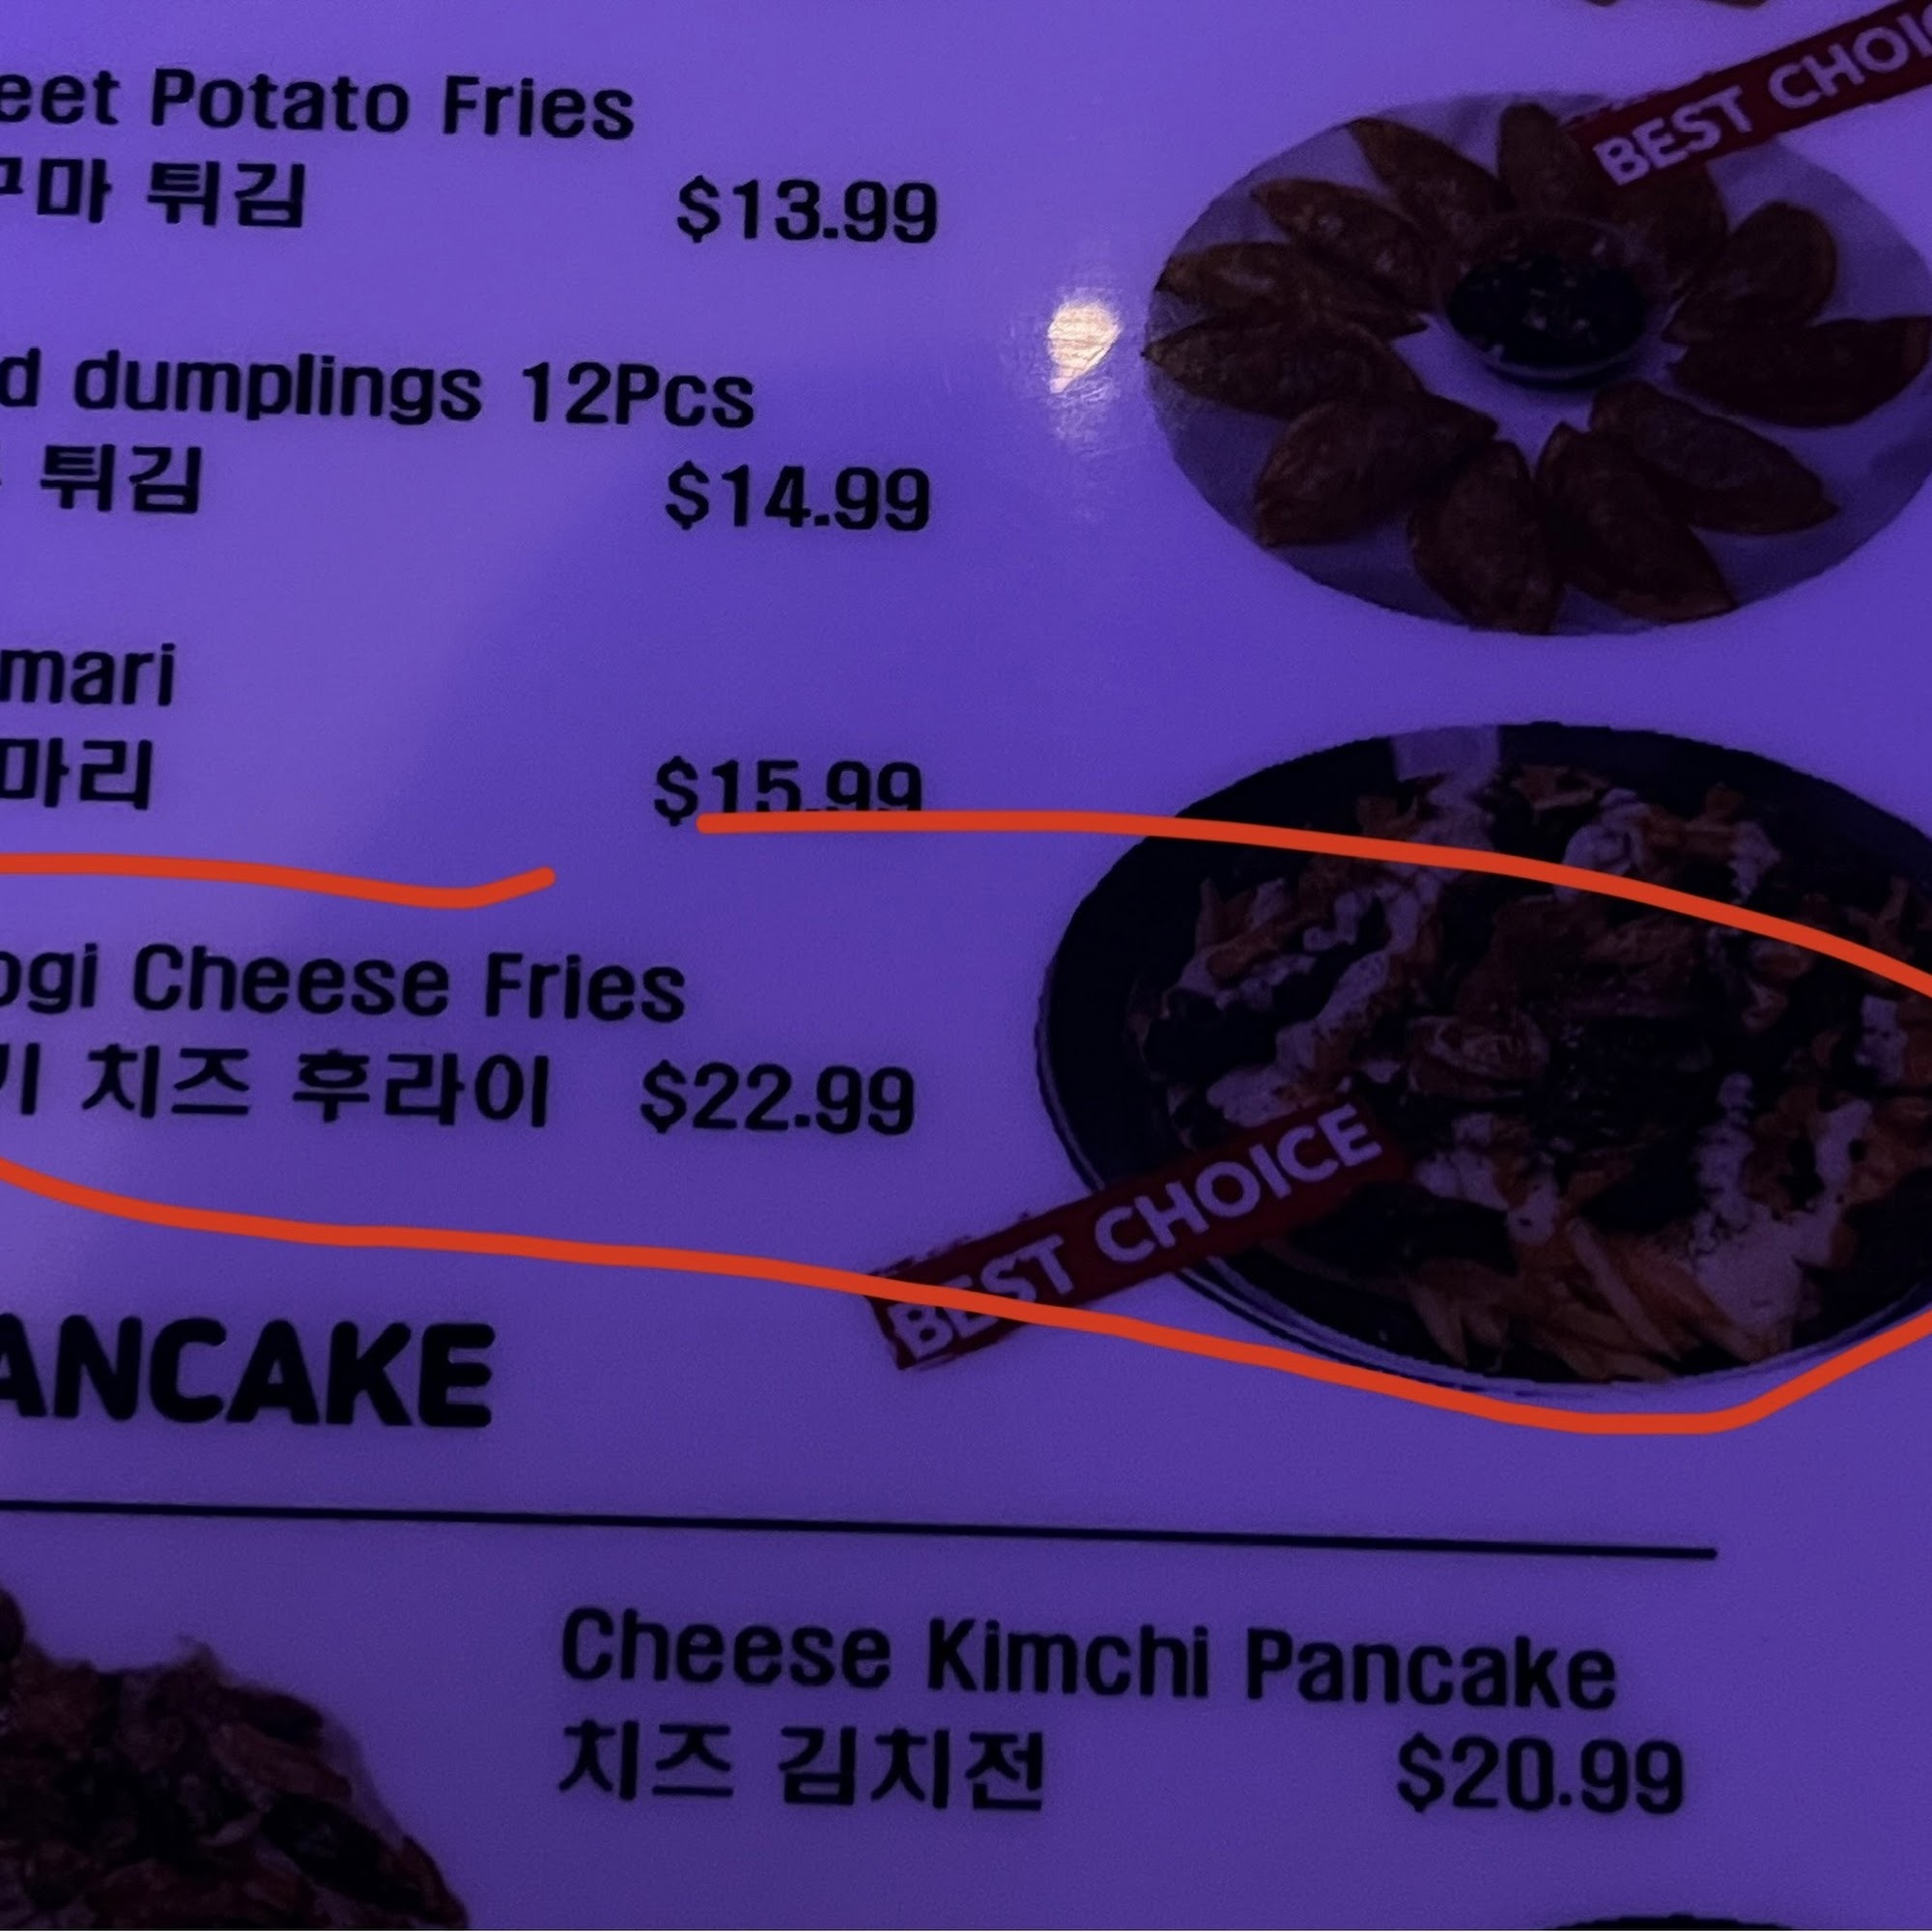 eet Potato Fries
구마 튀김 $13.99
BEST CHOIC
d dumplings 12Pcs
튀김 $14.99
mari
마리 $15.99
ogi Cheese Fries
기 치즈 후라이 $22.99
BEST CHOICE
ANCAKE
Cheese Kimchi Pancake
치즈 김치전 $20.99